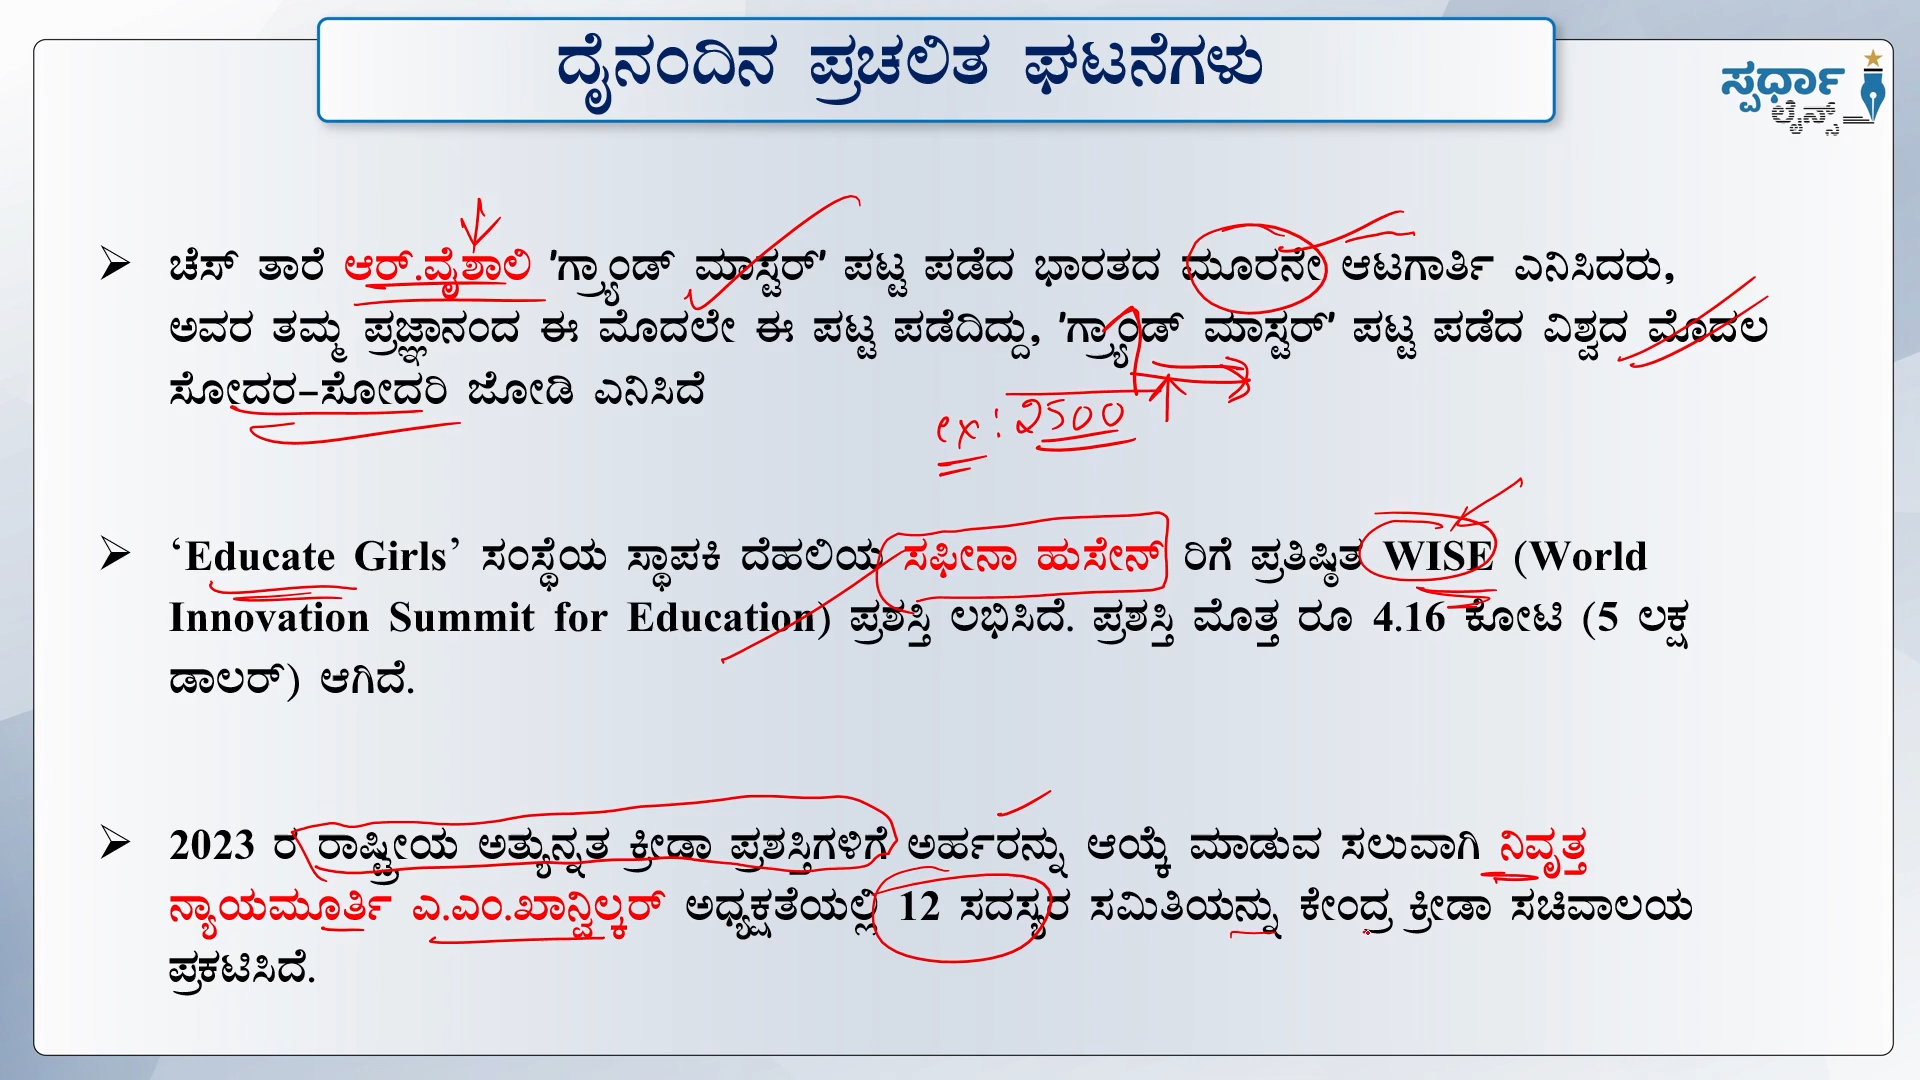 ದೈನಂದಿನ ಪ್ರಚಲಿತ ಘಟನೆಗಳು
ಸ್ಪರ್ಧಾ
ಲೈನ್ಸ್
➢ ಚೆಸ್ ತಾರೆ ಆರ್.ವೈಶಾಲಿ 'ಗ್ರ್ಯಾಂಡ್ ಮಾಸ್ಟರ್' ಪಟ್ಟ ಪಡೆದ ಭಾರತದ ಮೂರನೇ ಆಟಗಾರ್ತಿ ಎನಿಸಿದರು,
ಅವರ ತಮ್ಮ ಪ್ರಜ್ಞಾನಂದ ಈ ಮೊದಲೇ ಈ ಪಟ್ಟ ಪಡೆದಿದ್ದು, 'ಗ್ರ್ಯಾಂಡ್ ಮಾಸ್ಟರ್' ಪಟ್ಟ ಪಡೆದ ವಿಶ್ವದ ಮೊದಲ
ಸೋದರ-ಸೋದರಿ ಜೋಡಿ ಎನಿಸಿದೆ
ex: 2500
➢ ‘Educate Girls’ ಸಂಸ್ಥೆಯ ಸ್ಥಾಪಕಿ ದೆಹಲಿಯ ಸಫೀನಾ ಹುಸೇನ್ ರಿಗೆ ಪ್ರತಿಷ್ಠಿತ WISE (World
Innovation Summit for Education) ಪ್ರಶಸ್ತಿ ಲಭಿಸಿದೆ. ಪ್ರಶಸ್ತಿ ಮೊತ್ತ ರೂ 4.16 ಕೋಟಿ (5 ಲಕ್ಷ
ಡಾಲರ್) ಆಗಿದೆ.
➢ 2023 ರ ರಾಷ್ಟ್ರೀಯ ಅತ್ಯುನ್ನತ ಕ್ರೀಡಾ ಪ್ರಶಸ್ತಿಗಳಿಗೆ ಅರ್ಹರನ್ನು ಆಯ್ಕೆ ಮಾಡುವ ಸಲುವಾಗಿ ನಿವೃತ್ತ
ನ್ಯಾಯಮೂರ್ತಿ ಎ.ಎಂ.ಖಾನ್ವಿಲ್ಕರ್ ಅಧ್ಯಕ್ಷತೆಯಲ್ಲಿ 12 ಸದಸ್ಯರ ಸಮಿತಿಯನ್ನು ಕೇಂದ್ರ ಕ್ರೀಡಾ ಸಚಿವಾಲಯ
ಪ್ರಕಟಿಸಿದೆ.